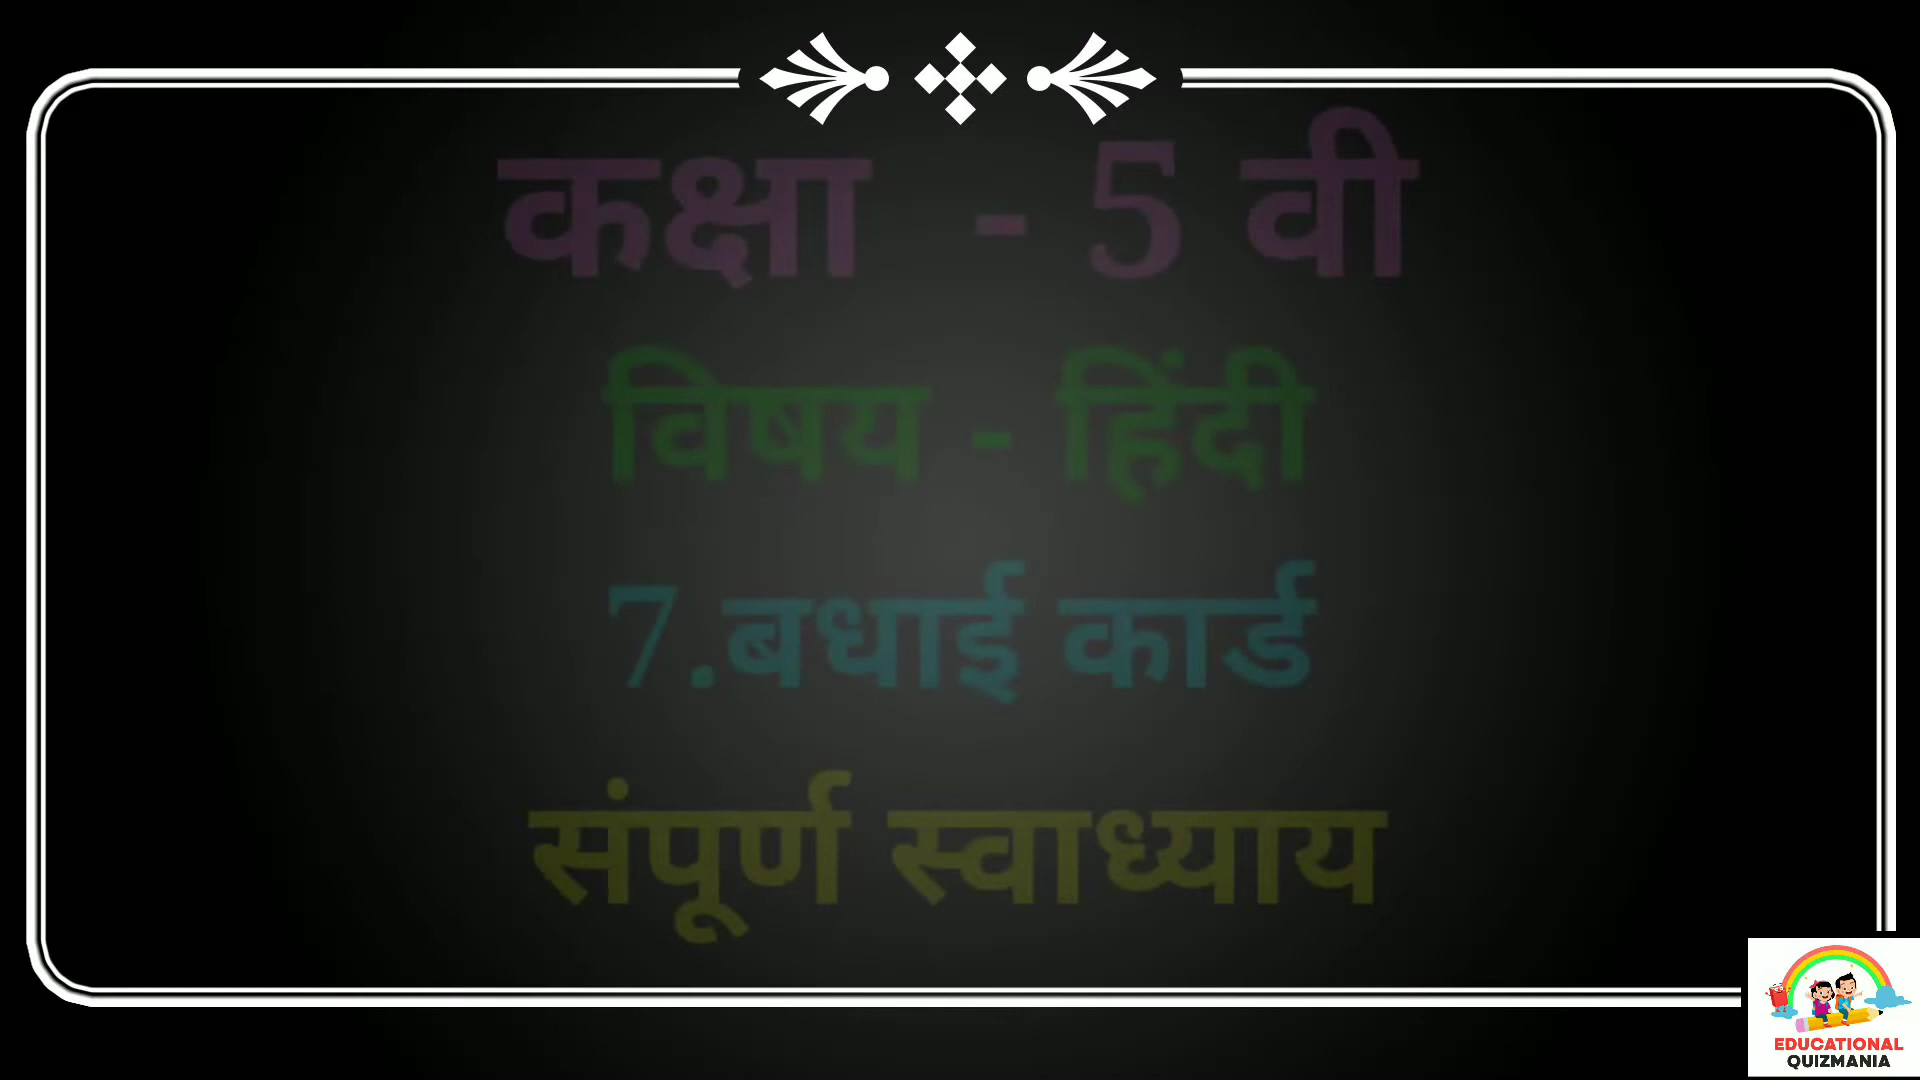 कक्षा - 5 वी
विषय - हिंदी
7.बधाई कार्ड
संपूर्ण स्वाध्याय
EDUCATIONAL
QUIZMANIA